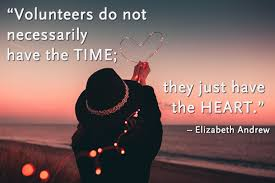 “Volunteers do not
necessarily
have the TIME;
they just have
the HEART.”
– Elizabeth Andrew